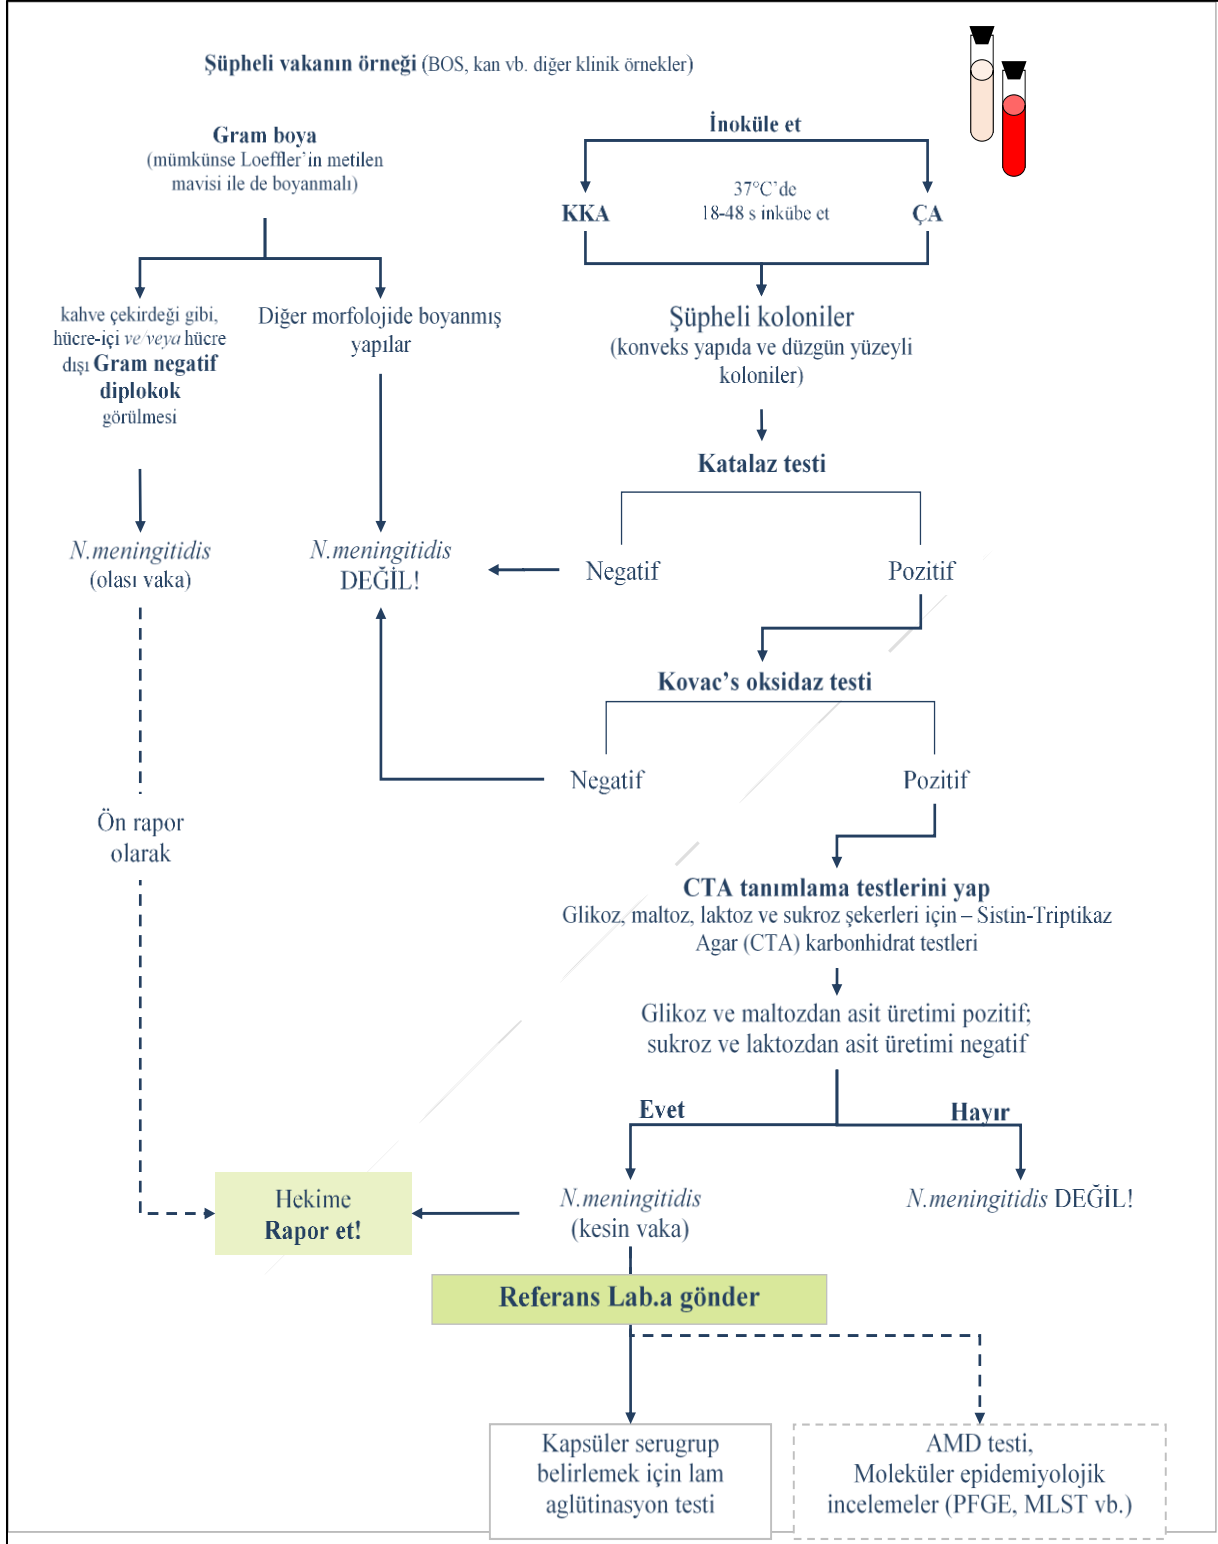 Şüpheli vakanın örneği (BOS, kan vb. diğer klinik örnekler)
Gram boya
(mümkünse Loeffler’in metilen
mavisi ile de boyanmalı)
İnoküle et
37°C’de
18-48 s inkübe et
KKA
ÇA
kahve çekirdeği gibi,
hücre-içi ve/veya hücre
dışı Gram negatif
diplokok
görülmesi
Diğer morfolojide boyanmış
yapılar
Şüpheli koloniler
(konveks yapıda ve düzgün yüzeyli
koloniler)
Katalaz testi
N.meningitidis
(olası vaka)
N.meningitidis
DEĞİL!
Negatif
Pozitif
Kovac’s oksidaz testi
Negatif
Pozitif
Ön rapor
olarak
CTA tanımlama testlerini yap
Glikoz, maltoz, laktoz ve sukroz şekerleri için – Sistin-Triptikaz
Agar (CTA) karbonhidrat testleri
Glikoz ve maltozdan asit üretimi pozitif;
sukroz ve laktozdan asit üretimi negatif
Evet
Hayır
Hekime
Rapor et!
N.meningitidis
(kesin vaka)
N.meningitidis DEĞİL!
Referans Lab.a gönder
Kapsüler serugrup
belirlemek için lam
aglütinasyon testi
AMD testi,
Moleküler epidemiyolojik
incelemeler (PFGE, MLST vb.)